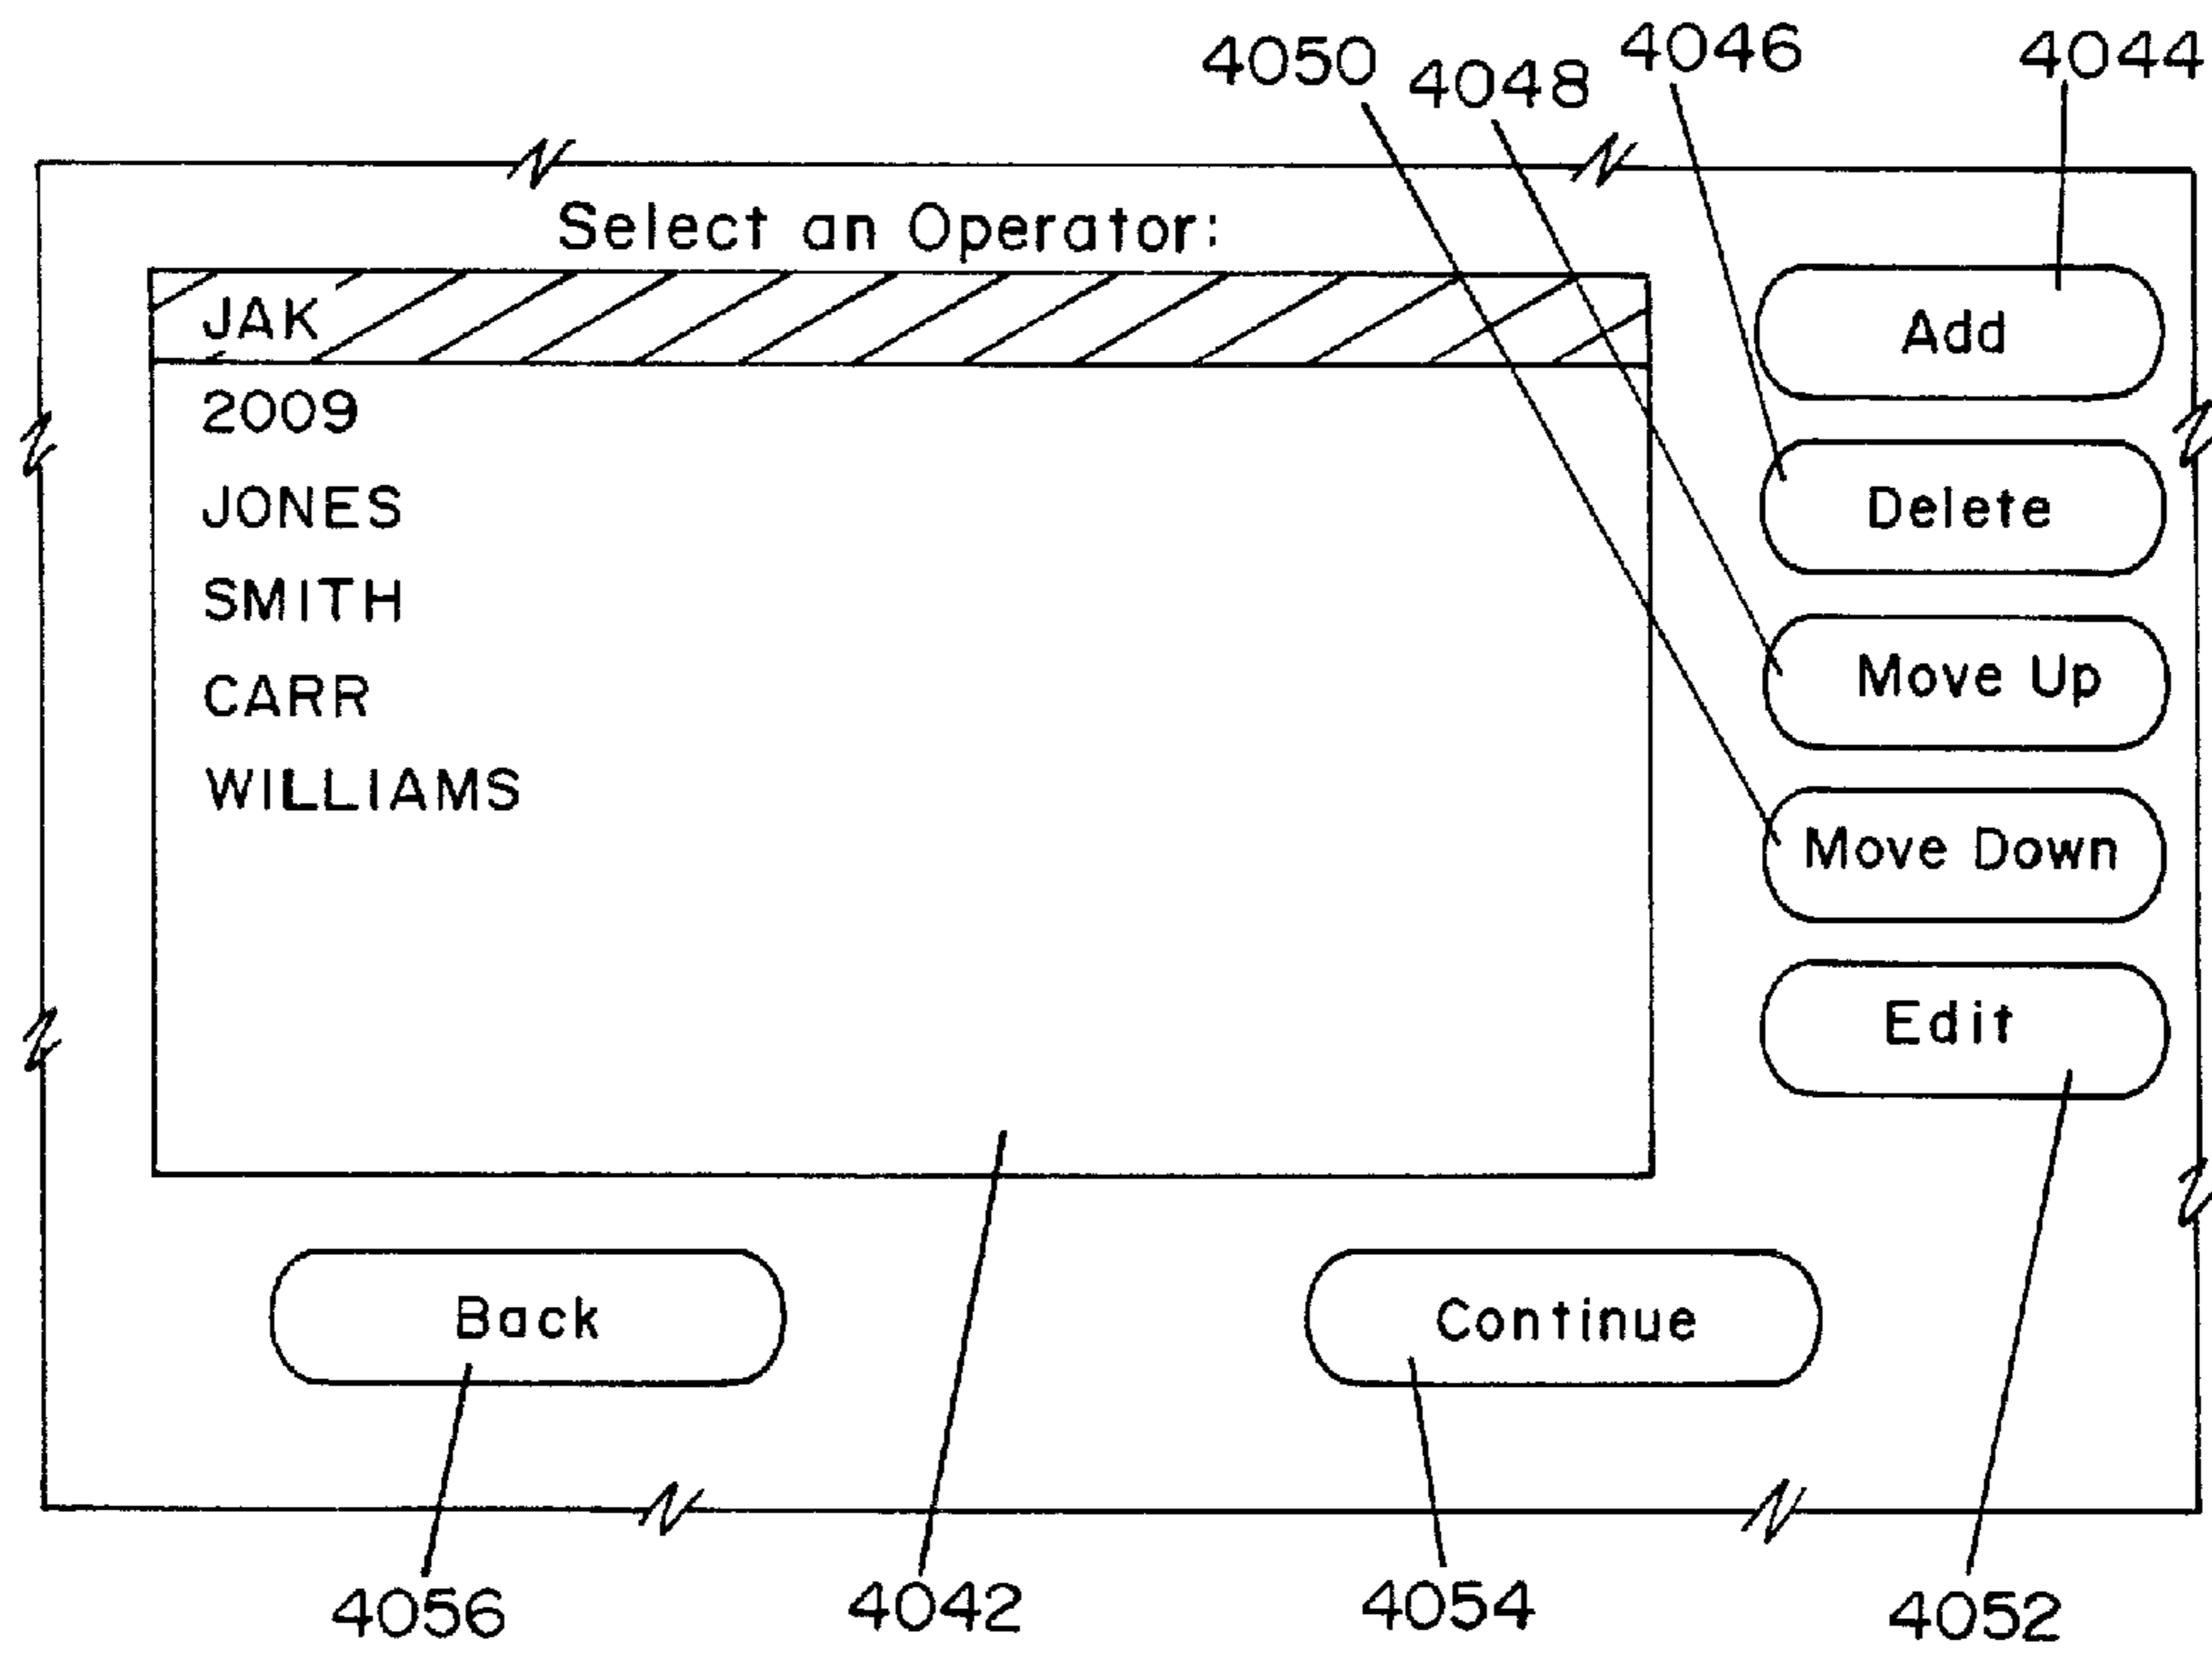 4050 4048 4046 4044
Select an Operator:
JAK
2009
JONES
SMITH
CARR
WILLIAMS
Add
Delete
Move Up
Move Down
Edit
Back
Continue
4056 4042 4054 4052